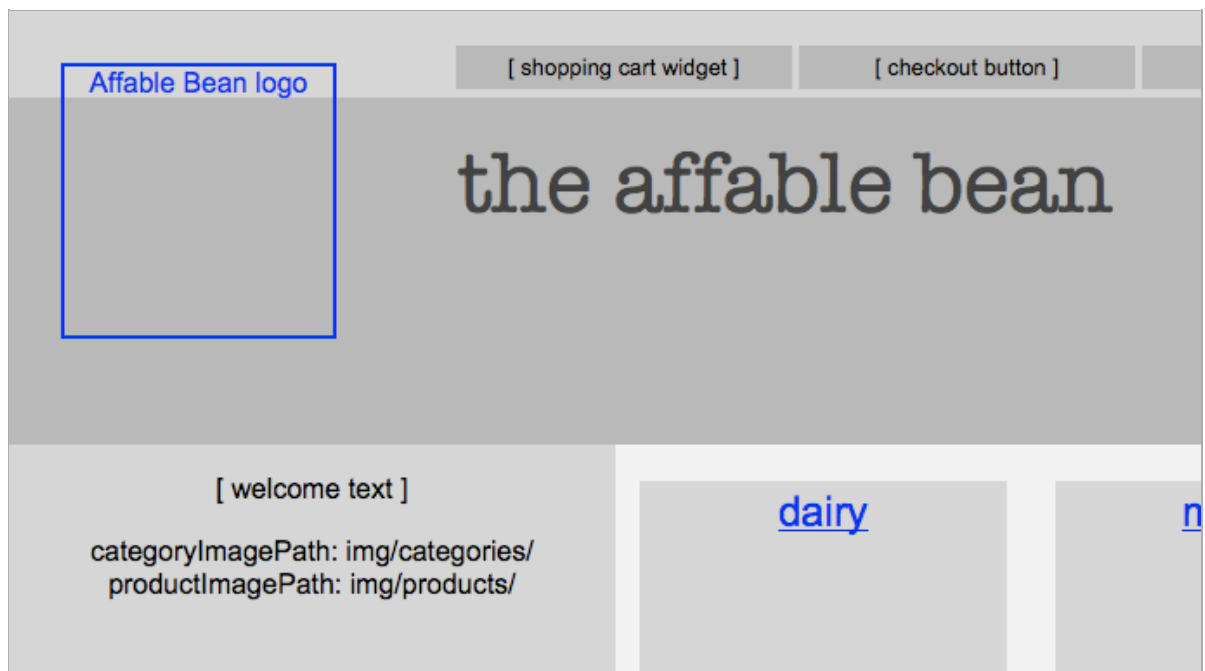 [ shopping cart widget ]
[ checkout button ]
Affable Bean logo
the affable bean
[ welcome text ]
categoryImagePath: img/categories/
productImagePath: img/products/
dairy